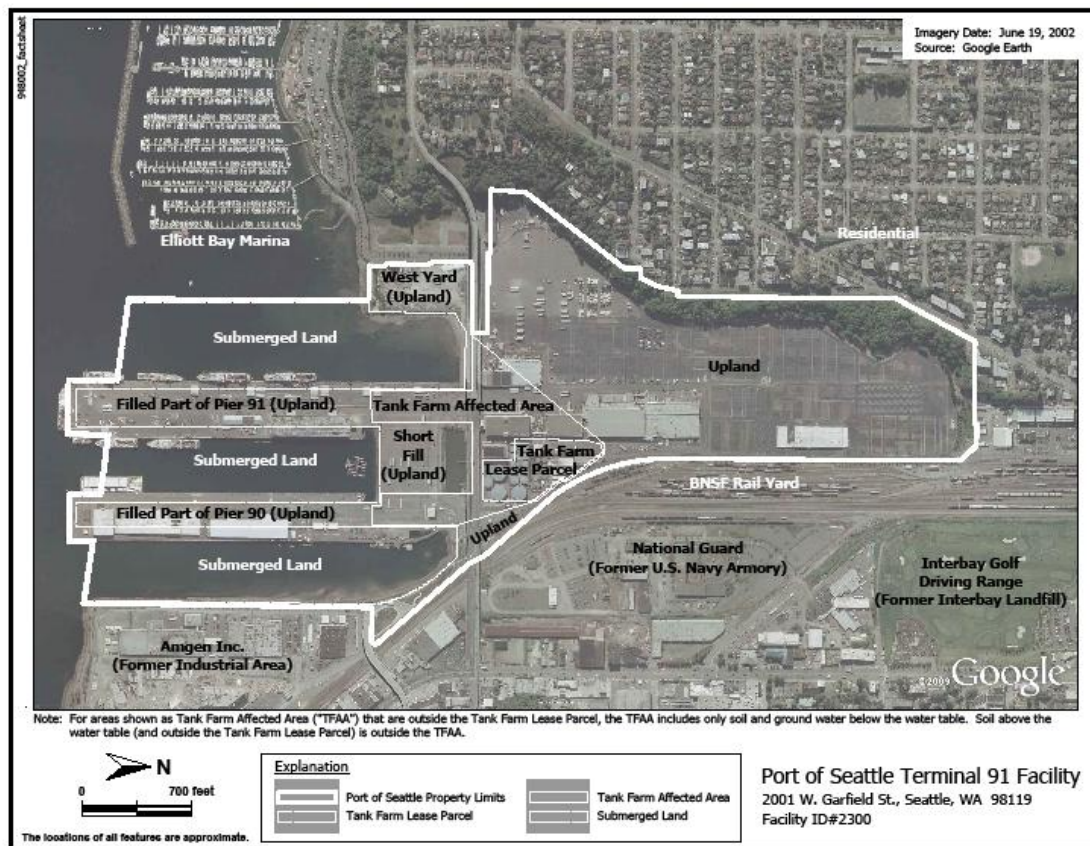 948002_factsheet
Imagery Date: June 19, 2002
Source: Google Earth
Elliott Bay Marina
Residential
West Yard
(Upland)
Submerged Land
Upland
Filled Part of Pier 91 (Upland)
Tank Farm Affected Area
Short
Fill
(Upland)
Submerged Land
Tank Farm
Lease Parcel
BNSF Rail Yard
Filled Part of Pier 90 (Upland)
Upland
Submerged Land
National Guard
(Former U.S. Navy Armory)
Interbay Golf
Driving Range
(Former Interbay Landfill)
Amgen Inc.
(Former Industrial Area)
©2009 Google
Note: For areas shown as Tank Farm Affected Area ("TFAA") that are outside the Tank Farm Lease Parcel, the TFAA includes only soil and ground water below the water table. Soil above the
water table (and outside the Tank Farm Lease Parcel) is outside the TFAA.
N
0 700 feet
The locations of all features are approximate.
Explanation
Port of Seattle Property Limits
Tank Farm Lease Parcel
Tank Farm Affected Area
Submerged Land
Port of Seattle Terminal 91 Facility
2001 W. Garfield St., Seattle, WA 98119
Facility ID#2300